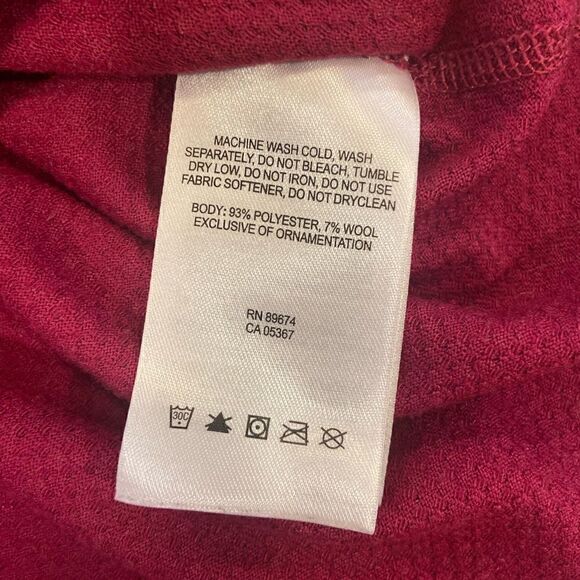 MACHINE WASH COLD, WASH
SEPARATELY, DO NOT BLEACH, TUMBLE
DRY LOW, DO NOT IRON, DO NOT USE
FABRIC SOFTENER, DO NOT DRYCLEAN
BODY: 93% POLYESTER, 7% WOOL
EXCLUSIVE OF ORNAMENTATION
RN 89674
CA 05367
30C